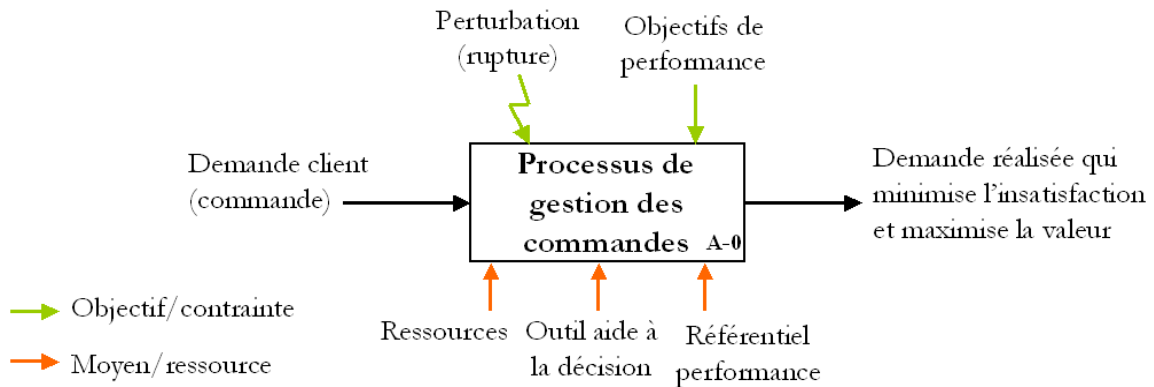 Perturbation
(rupture)
Objectifs de
performance
Demande client
(commande)
Processus de
gestion des
commandes A-0
Demande réalisée qui
minimise l'insatisfaction
et maximise la valeur
Objectif/contrainte
Moyen/ressource
Ressources
Outil aide à
la décision
Référentiel
performance